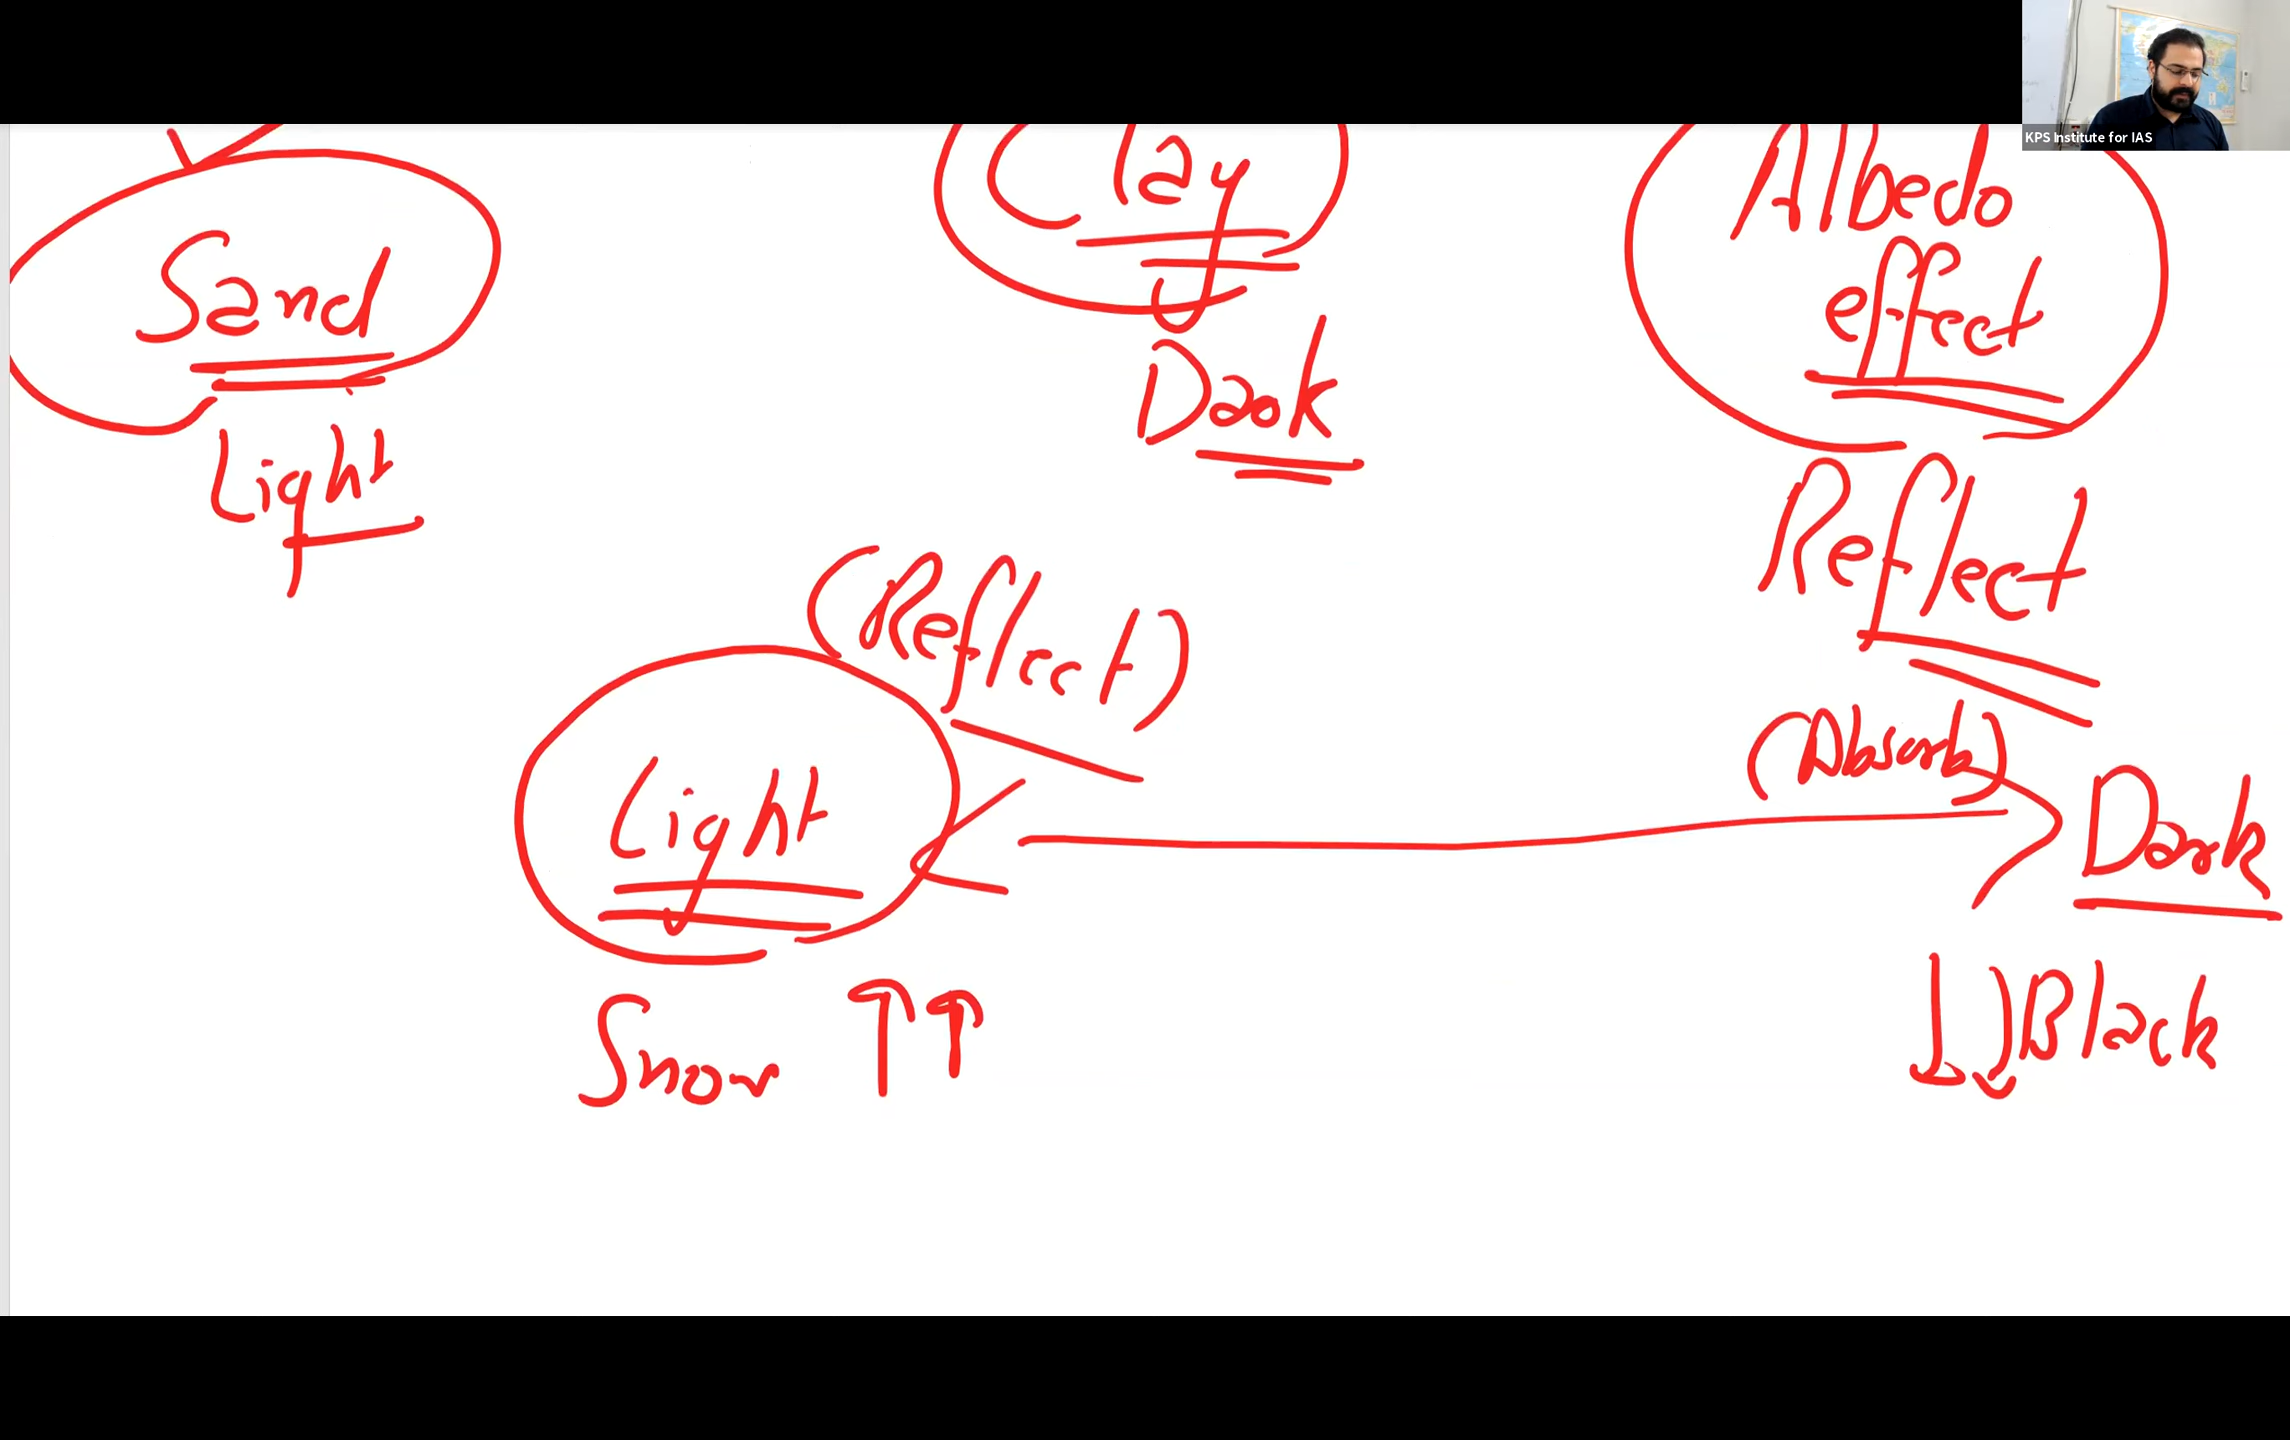 KPS Institute for IAS
Sand
Light
Clay
Dark
Albedo
effect
Reflect
(Reflect)
Light
(Absorb)
Dark
Snow
Black